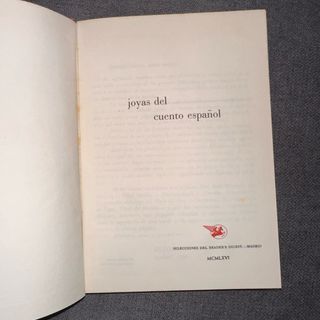 joyas del
cuento español
SELECCIONES DEL READER'S DIGEST - MADRID
MCMLXVI